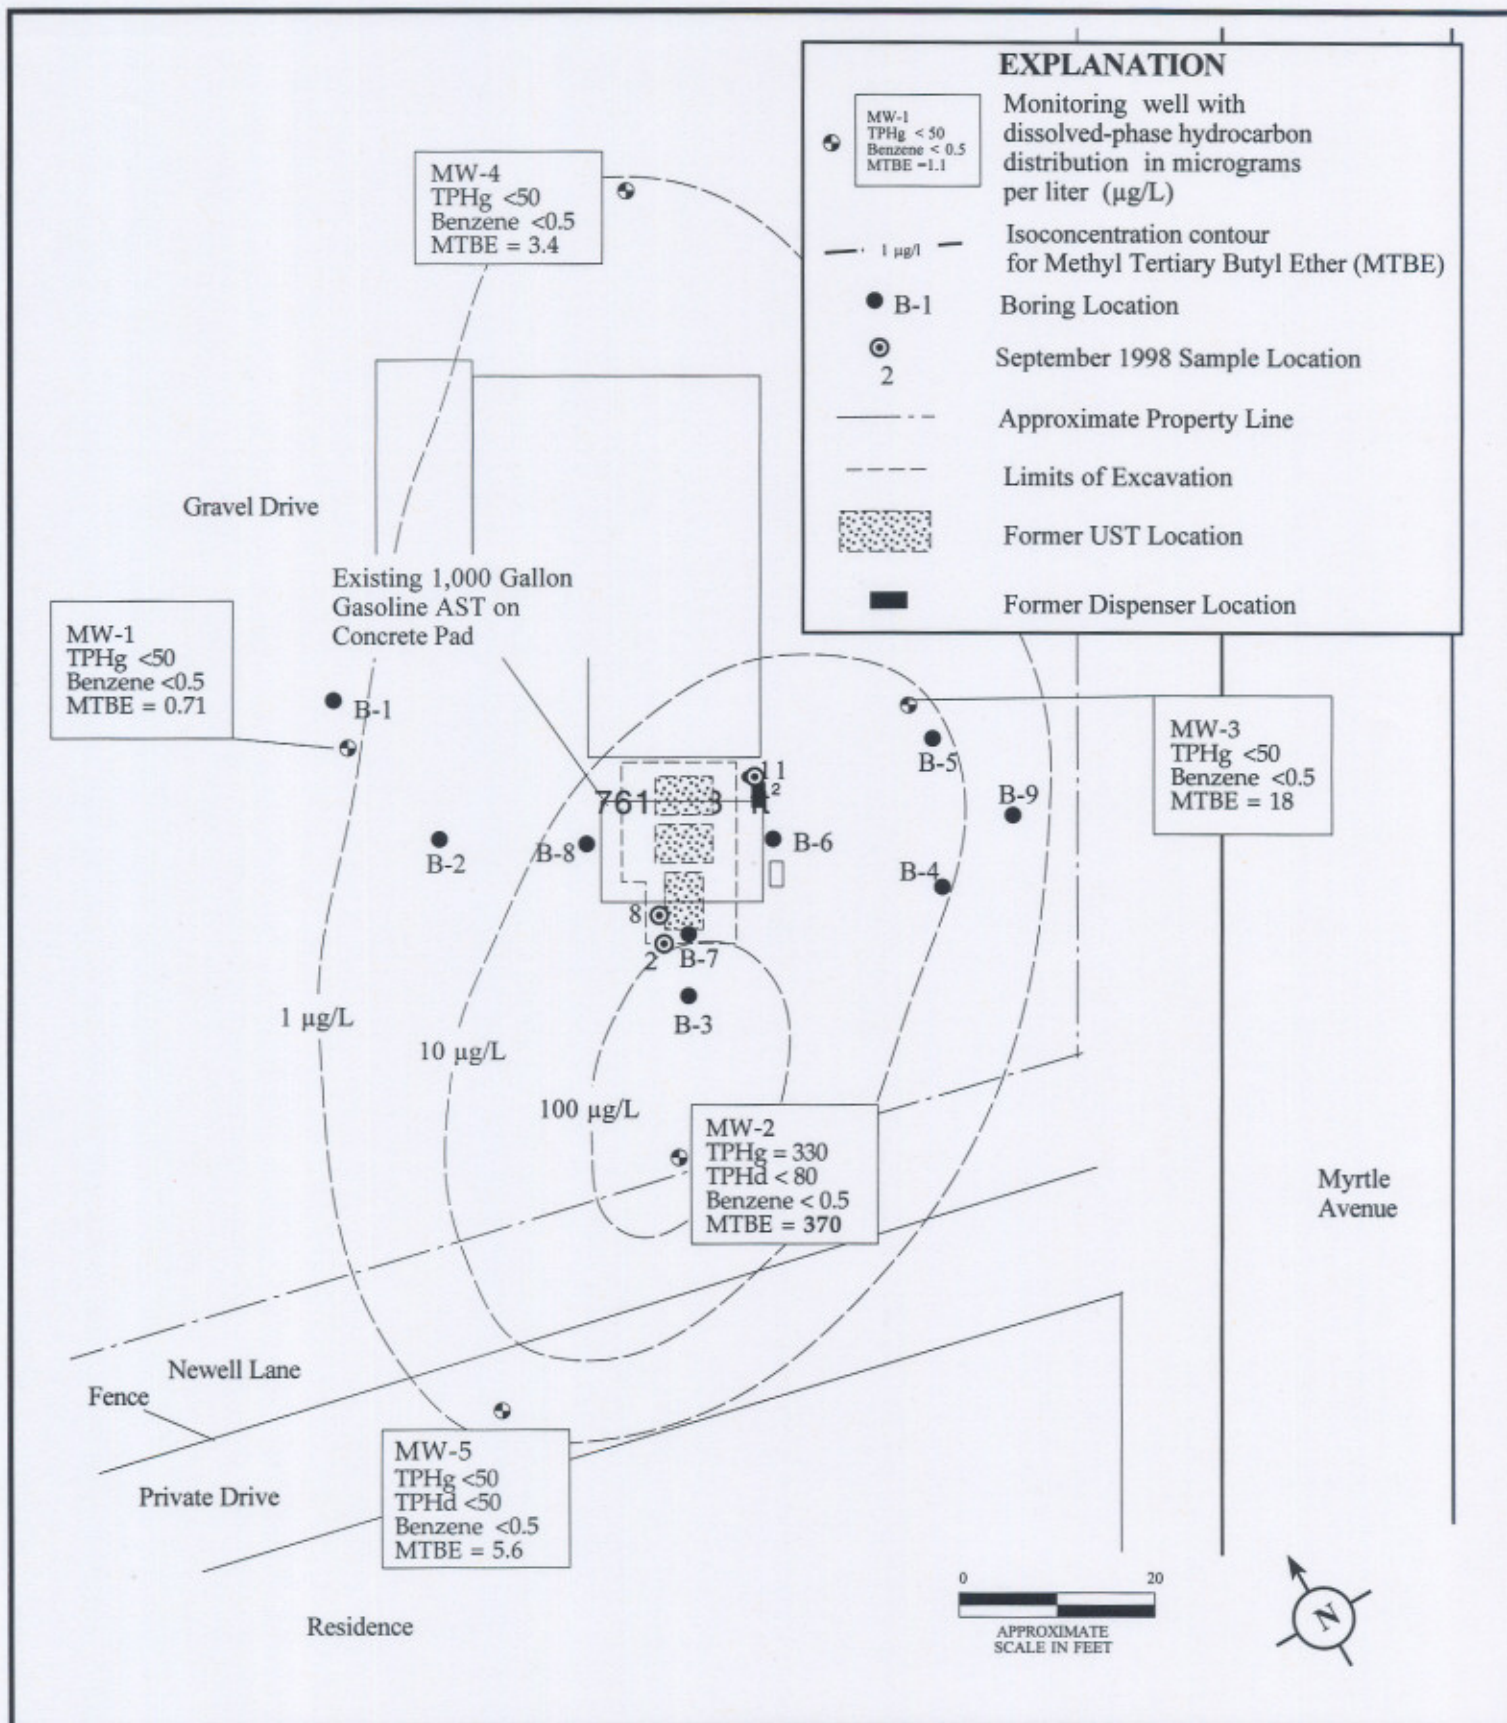 EXPLANATION
MW-1
TPHg < 50
Benzene < 0.5
MTBE =1.1
Monitoring well with
dissolved-phase hydrocarbon
distribution in micrograms
per liter (µg/L)
1 µg/l
Isoconcentration contour
for Methyl Tertiary Butyl Ether (MTBE)
B-1
Boring Location
2
September 1998 Sample Location
Approximate Property Line
Limits of Excavation
Former UST Location
Former Dispenser Location
MW-4
TPHg <50
Benzene <0.5
MTBE = 3.4
Gravel Drive
Existing 1,000 Gallon
Gasoline AST on
Concrete Pad
MW-1
TPHg <50
Benzene <0.5
MTBE = 0.71
B-1
MW-3
TPHg <50
Benzene <0.5
MTBE = 18
B-5
B-9
11
B-2
B-8
B-6
B-4
8
2
B-7
B-3
1 µg/L
10 µg/L
100 µg/L
MW-2
TPHg = 330
TPHd < 80
Benzene < 0.5
MTBE = 370
Myrtle
Avenue
Newell Lane
Fence
MW-5
TPHg <50
TPHd <50
Benzene <0.5
MTBE = 5.6
Private Drive
Residence
0 20
APPROXIMATE
SCALE IN FEET
N